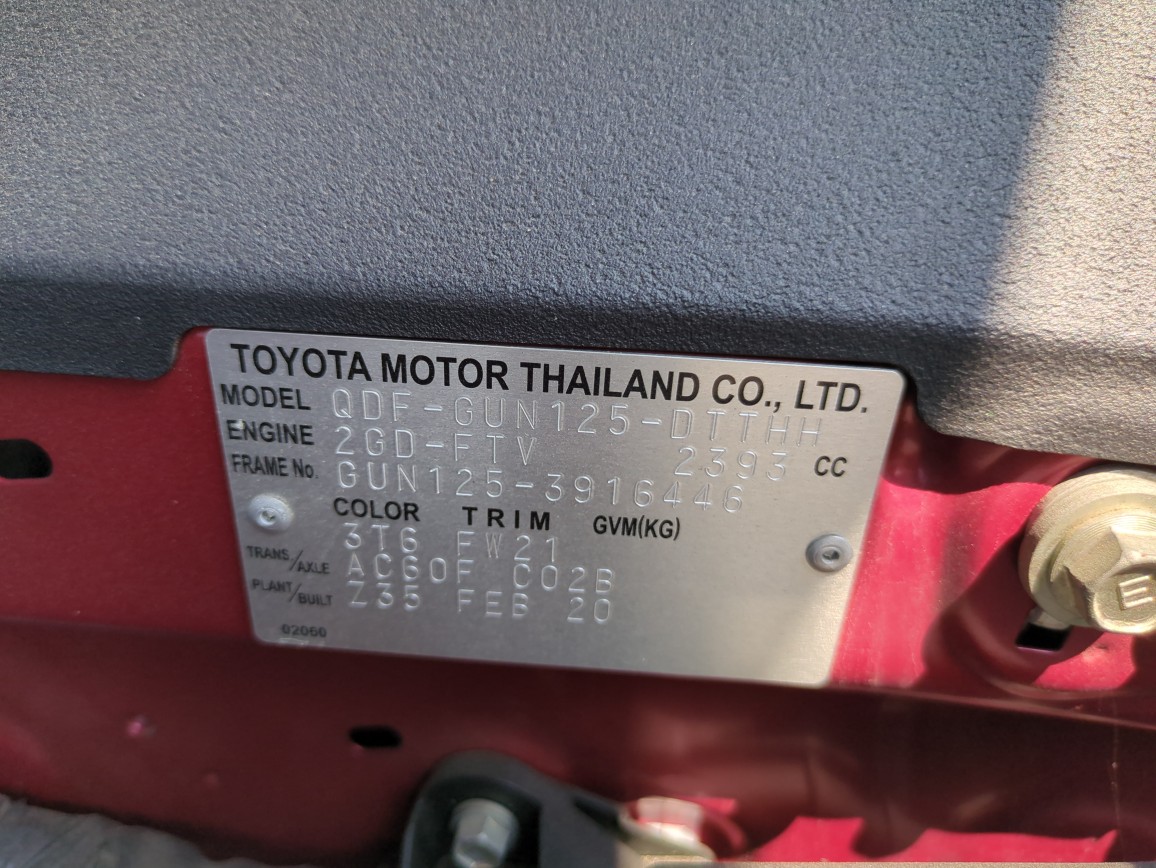 TOYOTA MOTOR THAILAND CO., LTD.
MODEL QDF-GUN125-DTTHH
ENGINE 2GD-FTV 2393 CC
FRAME No. GUN125-3916446
COLOR TRIM GVM(KG)
3T6 FW21
TRANS/AXLE AC60F C02B
PLANT/BUILT Z35 FEB 20
02060
E